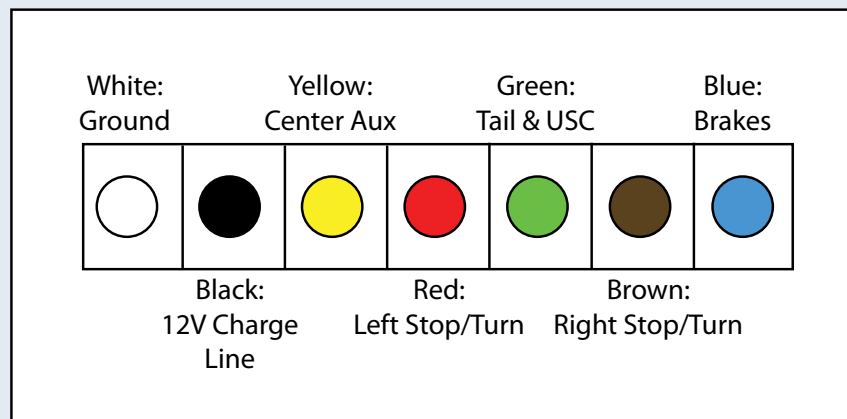 White:
Ground
Yellow:
Center Aux
Green:
Tail & USC
Blue:
Brakes
Black:
12V Charge
Line
Red:
Left Stop/Turn
Brown:
Right Stop/Turn